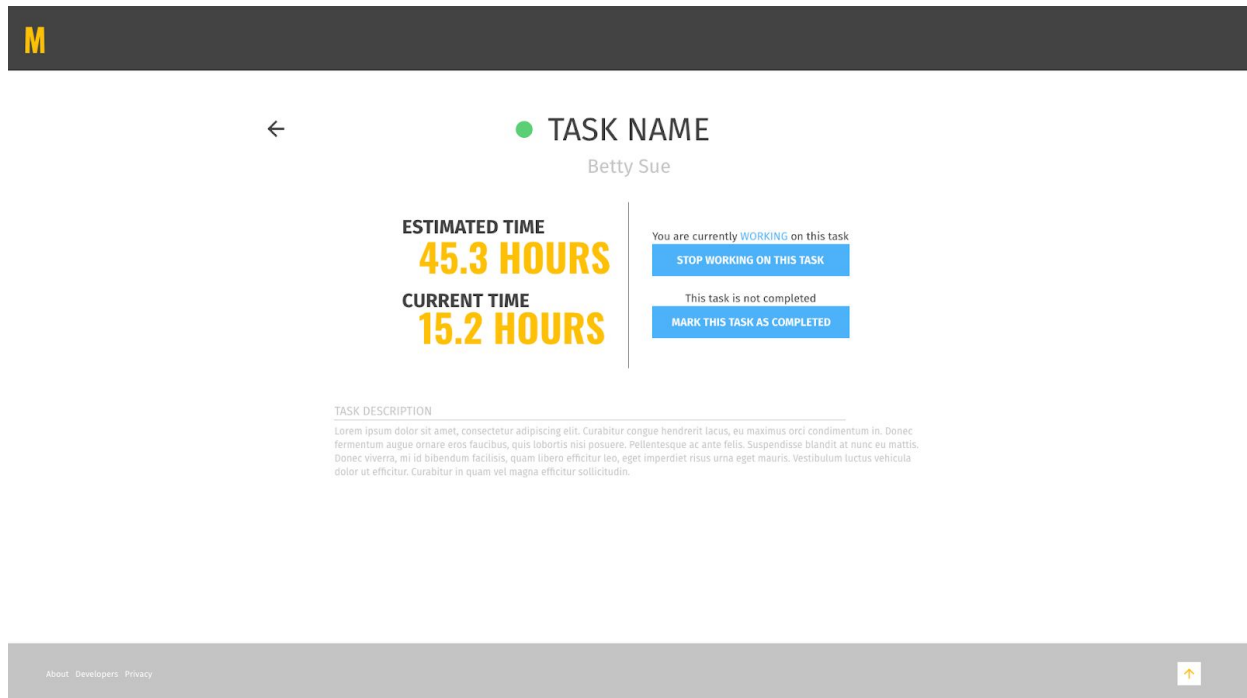 M
TASK NAME
Betty Sue
ESTIMATED TIME
45.3 HOURS
CURRENT TIME
15.2 HOURS
You are currently WORKING on this task
STOP WORKING ON THIS TASK
This task is not completed
MARK THIS TASK AS COMPLETED
TASK DESCRIPTION
Lorem ipsum dolor sit amet, consectetur adipiscing elit. Curabitur congue hendrerit lacus, eu maximus orci condimentum in. Donec
fermentum augue ornare eros faucibus, quis lobortis nisi posuere. Pellentesque ac ante felis. Suspendisse blandit at nunc eu mattis.
Donec viverra, mi id bibendum facilisis, quam libero efficitur leo, eget imperdiet risus urna eget mauris. Vestibulum luctus vehicula
dolor ut efficitur. Curabitur in quam vel magna efficitur sollicitudin.
About Developers Privacy